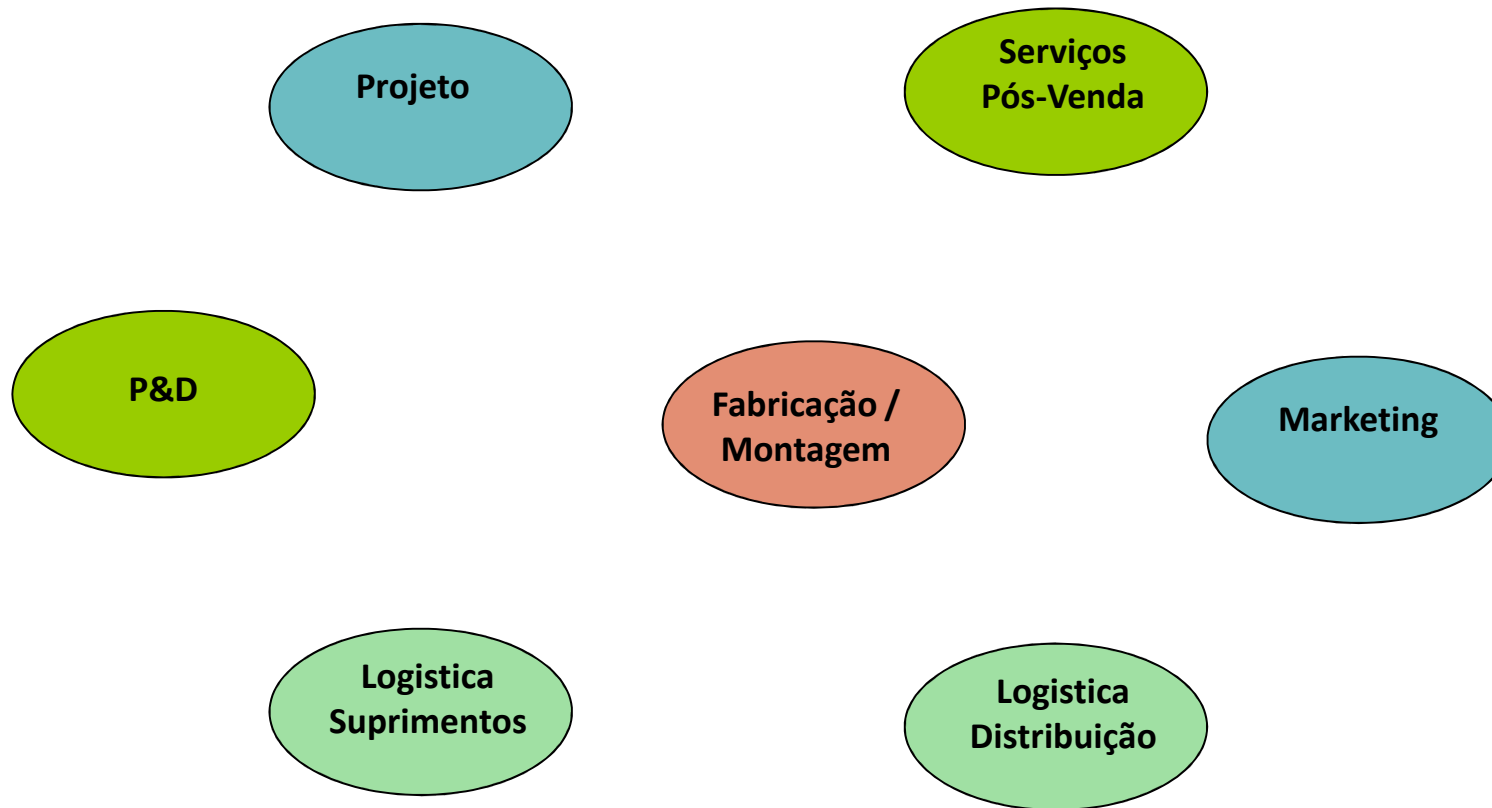 Projeto
Serviços
Pós-Venda
P&D
Fabricação /
Montagem
Marketing
Logistica
Suprimentos
Logistica
Distribuição